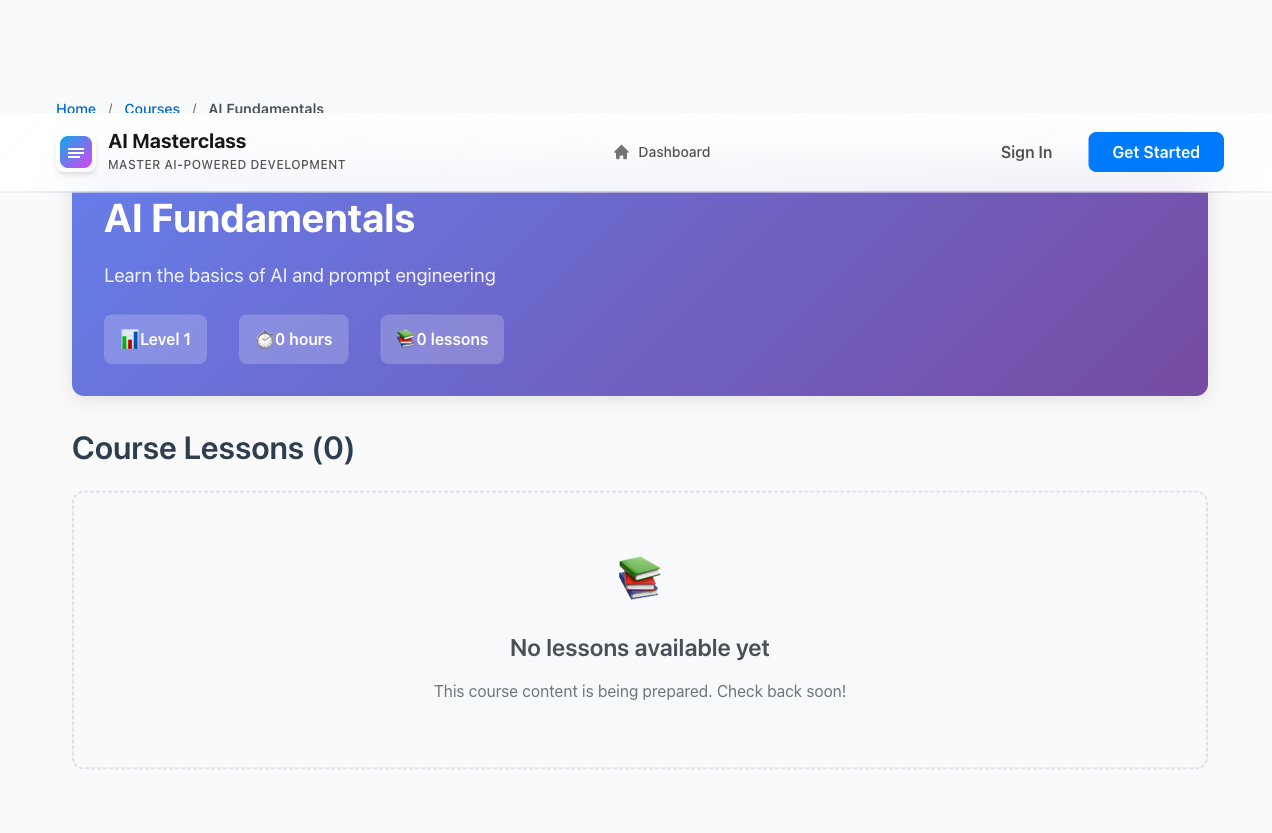 Home / Courses / AI Fundamentals
AI Masterclass
MASTER AI-POWERED DEVELOPMENT
Dashboard
Sign In
Get Started
AI Fundamentals
Learn the basics of AI and prompt engineering
Level 1
0 hours
0 lessons
Course Lessons (0)
No lessons available yet
This course content is being prepared. Check back soon!